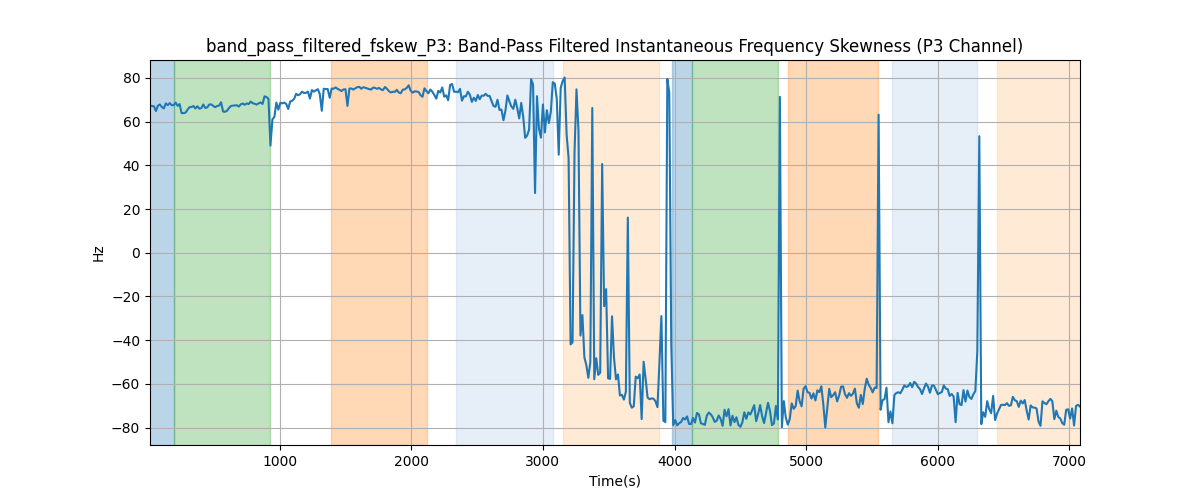 band_pass_filtered_fskew_P3: Band-Pass Filtered Instantaneous Frequency Skewness (P3 Channel)
80
60
40
20
0
−20
−40
−60
−80
Hz
1000 2000 3000 4000 5000 6000 7000
Time(s)